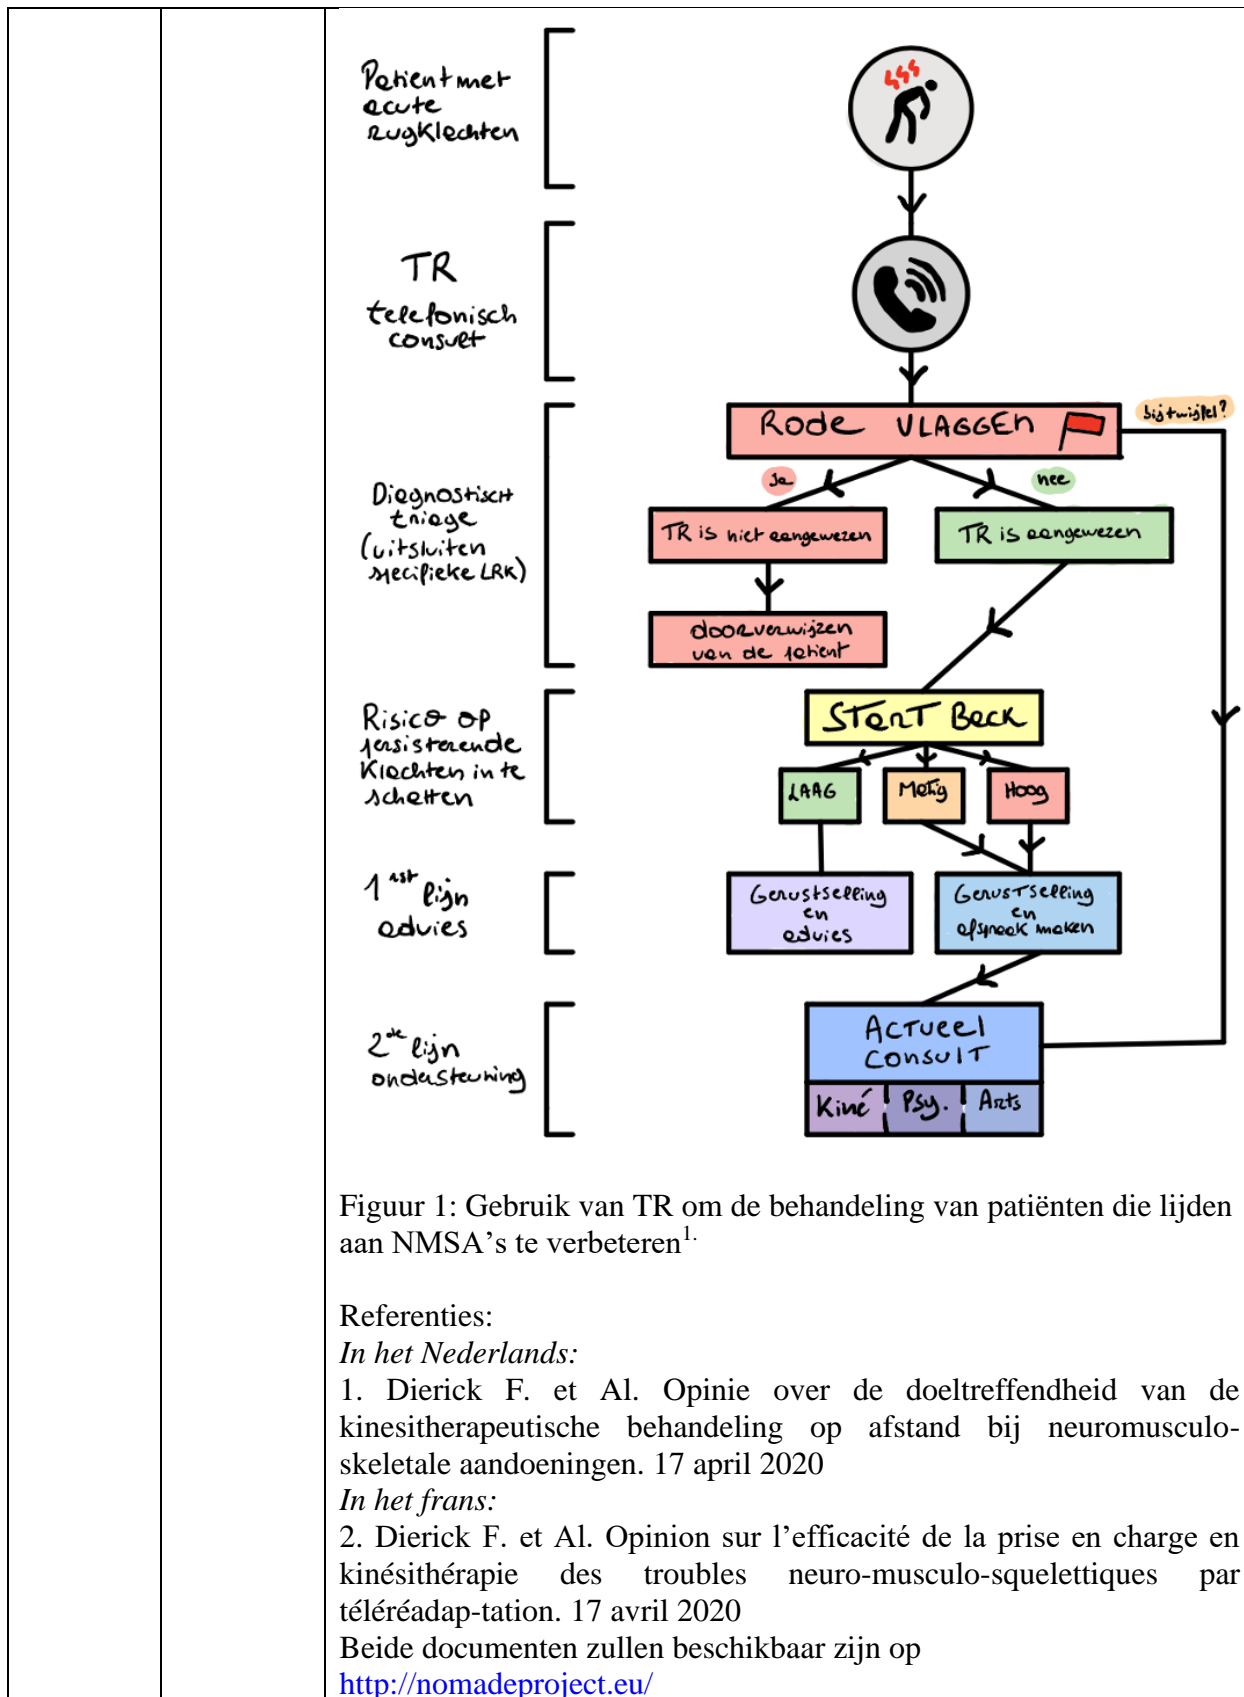 Patient met
acute
rugklachten
TR
telefonisch
consult
RODE VLAGGEN
bij twijfel?
Ja
nee
Diagnostisch
triage
(uitsluiten
specifieke LRK)
TR is niet aangewezen
TR is aangewezen
doorverwijzen
van de patient
Risico op
persisterende
klachten in te
schatten
START BACK
LAAG
Matig
Hoog
1rst lijn
advies
Gerustselling
en
advies
Gerustselling
en
afspraak maken
2de lijn
ondersteuning
ACTUEEL
CONSULT
Kiné
Psy.
Arts
Figuur 1: Gebruik van TR om de behandeling van patiënten die lijden
aan NMSA’s te verbeteren1.
Referenties:
In het Nederlands:
1. Dierick F. et Al. Opinie over de doeltreffendheid van de
kinesitherapeutische behandeling op afstand bij neuromusculo-
skeletale aandoeningen. 17 april 2020
In het frans:
2. Dierick F. et Al. Opinion sur l’efficacité de la prise en charge en
kinésithérapie des troubles neuro-musculo-squelettiques par
téléréadap-tation. 17 avril 2020
Beide documenten zullen beschikbaar zijn op
http://nomadeproject.eu/